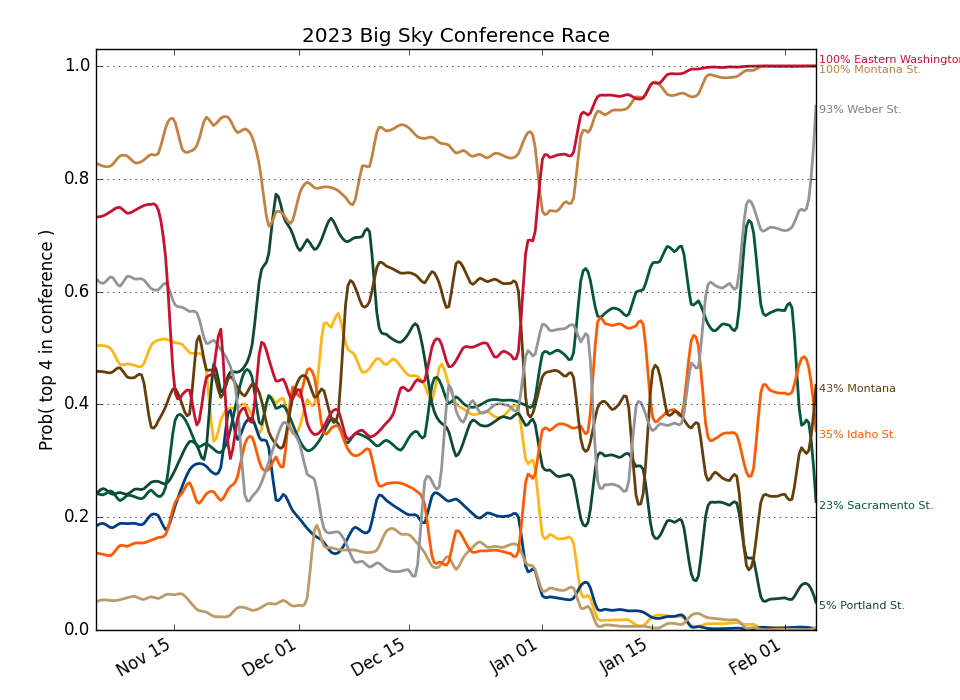 2023 Big Sky Conference Race
Prob( top 4 in conference )
1.0
0.8
0.6
0.4
0.2
0.0
Nov 15
Dec 01
Dec 15
Jan 01
Jan 15
Feb 01
100% Eastern Washington
100% Montana St.
93% Weber St.
43% Montana
35% Idaho St.
23% Sacramento St.
5% Portland St.